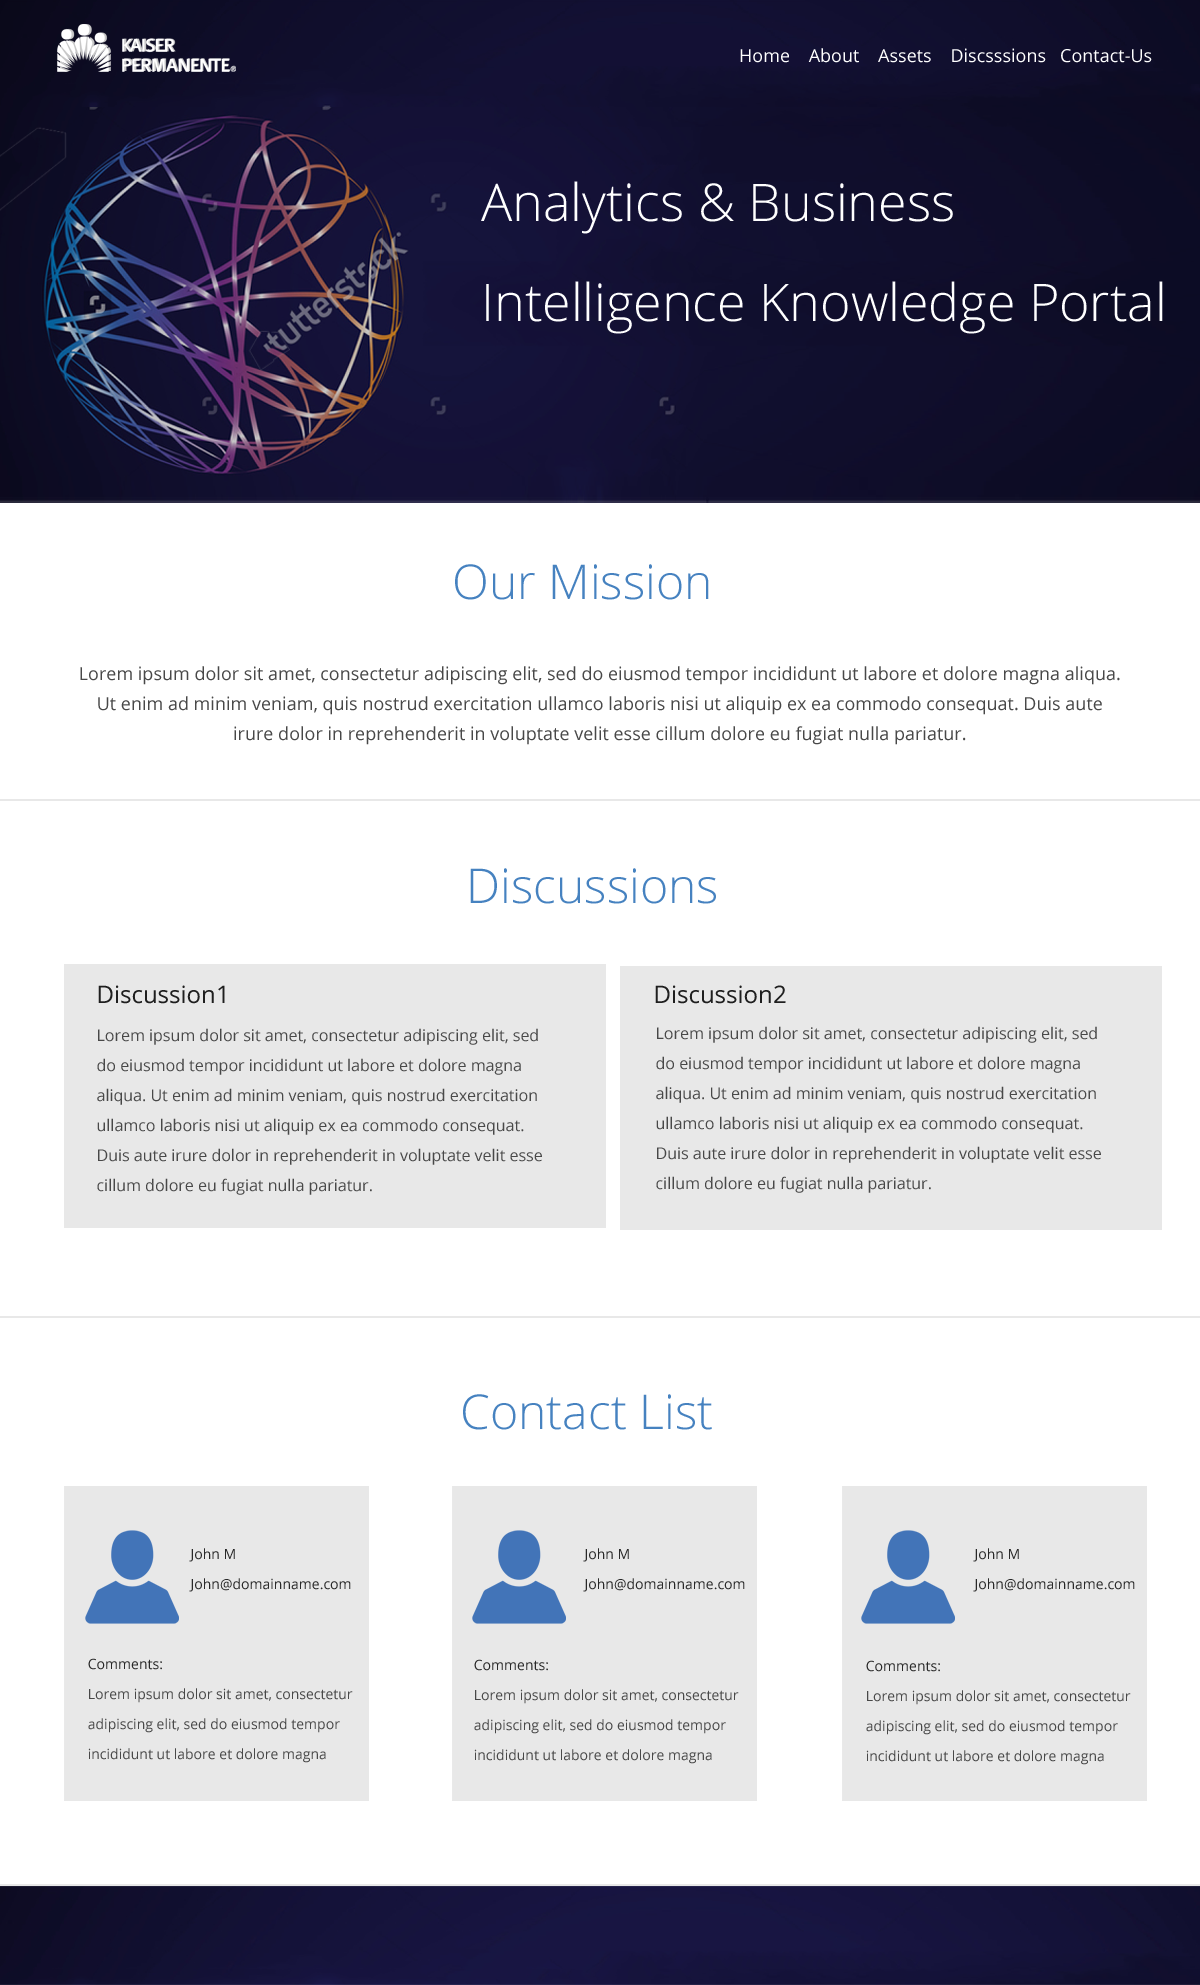 KAISER
PERMANENTE®
Home About Assets Discsssions Contact-Us
Analytics & Business
Intelligence Knowledge Portal
tutterstock
Our Mission
Lorem ipsum dolor sit amet, consectetur adipiscing elit, sed do eiusmod tempor incididunt ut labore et dolore magna aliqua.
Ut enim ad minim veniam, quis nostrud exercitation ullamco laboris nisi ut aliquip ex ea commodo consequat. Duis aute
irure dolor in reprehenderit in voluptate velit esse cillum dolore eu fugiat nulla pariatur.
Discussions
Discussion1
Lorem ipsum dolor sit amet, consectetur adipiscing elit, sed
do eiusmod tempor incididunt ut labore et dolore magna
aliqua. Ut enim ad minim veniam, quis nostrud exercitation
ullamco laboris nisi ut aliquip ex ea commodo consequat.
Duis aute irure dolor in reprehenderit in voluptate velit esse
cillum dolore eu fugiat nulla pariatur.
Discussion2
Lorem ipsum dolor sit amet, consectetur adipiscing elit, sed
do eiusmod tempor incididunt ut labore et dolore magna
aliqua. Ut enim ad minim veniam, quis nostrud exercitation
ullamco laboris nisi ut aliquip ex ea commodo consequat.
Duis aute irure dolor in reprehenderit in voluptate velit esse
cillum dolore eu fugiat nulla pariatur.
Contact List
John M
John@domainname.com
Comments:
Lorem ipsum dolor sit amet, consectetur
adipiscing elit, sed do eiusmod tempor
incididunt ut labore et dolore magna
John M
John@domainname.com
Comments:
Lorem ipsum dolor sit amet, consectetur
adipiscing elit, sed do eiusmod tempor
incididunt ut labore et dolore magna
John M
John@domainname.com
Comments:
Lorem ipsum dolor sit amet, consectetur
adipiscing elit, sed do eiusmod tempor
incididunt ut labore et dolore magna